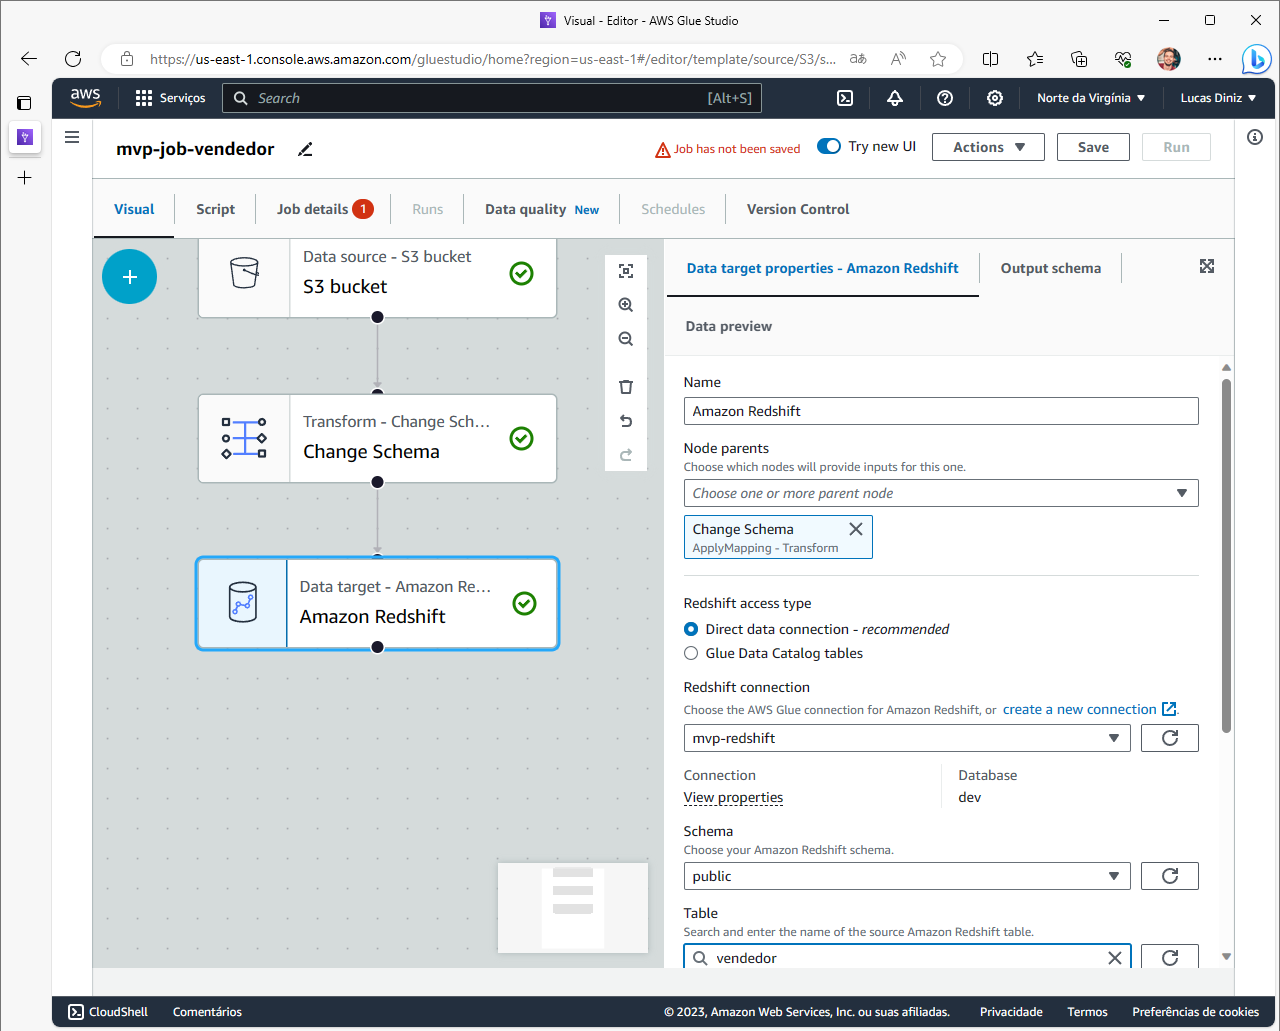 Visual - Editor - AWS Glue Studio
https://us-east-1.console.aws.amazon.com/gluestudio/home?region=us-east-1#/editor/template/source/S3/s...
aws
Serviços
Search
[Alt+S]
Norte da Virgínia
Lucas Diniz
mvp-job-vendedor
Job has not been saved
Try new UI
Actions
Save
Run
Visual
Script
Job details 1
Runs
Data quality New
Schedules
Version Control
Data source - S3 bucket
S3 bucket
Transform - Change Sch...
Change Schema
Data target - Amazon Re...
Amazon Redshift
Data target properties - Amazon Redshift
Output schema
Data preview
Name
Amazon Redshift
Node parents
Choose which nodes will provide inputs for this one.
Choose one or more parent node
Change Schema
ApplyMapping - Transform
Redshift access type
Direct data connection - recommended
Glue Data Catalog tables
Redshift connection
Choose the AWS Glue connection for Amazon Redshift, or create a new connection.
mvp-redshift
Connection
View properties
Database
dev
Schema
Choose your Amazon Redshift schema.
public
Table
Search and enter the name of the source Amazon Redshift table.
vendedor
CloudShell
Comentários
© 2023, Amazon Web Services, Inc. ou suas afiliadas.
Privacidade
Termos
Preferências de cookies